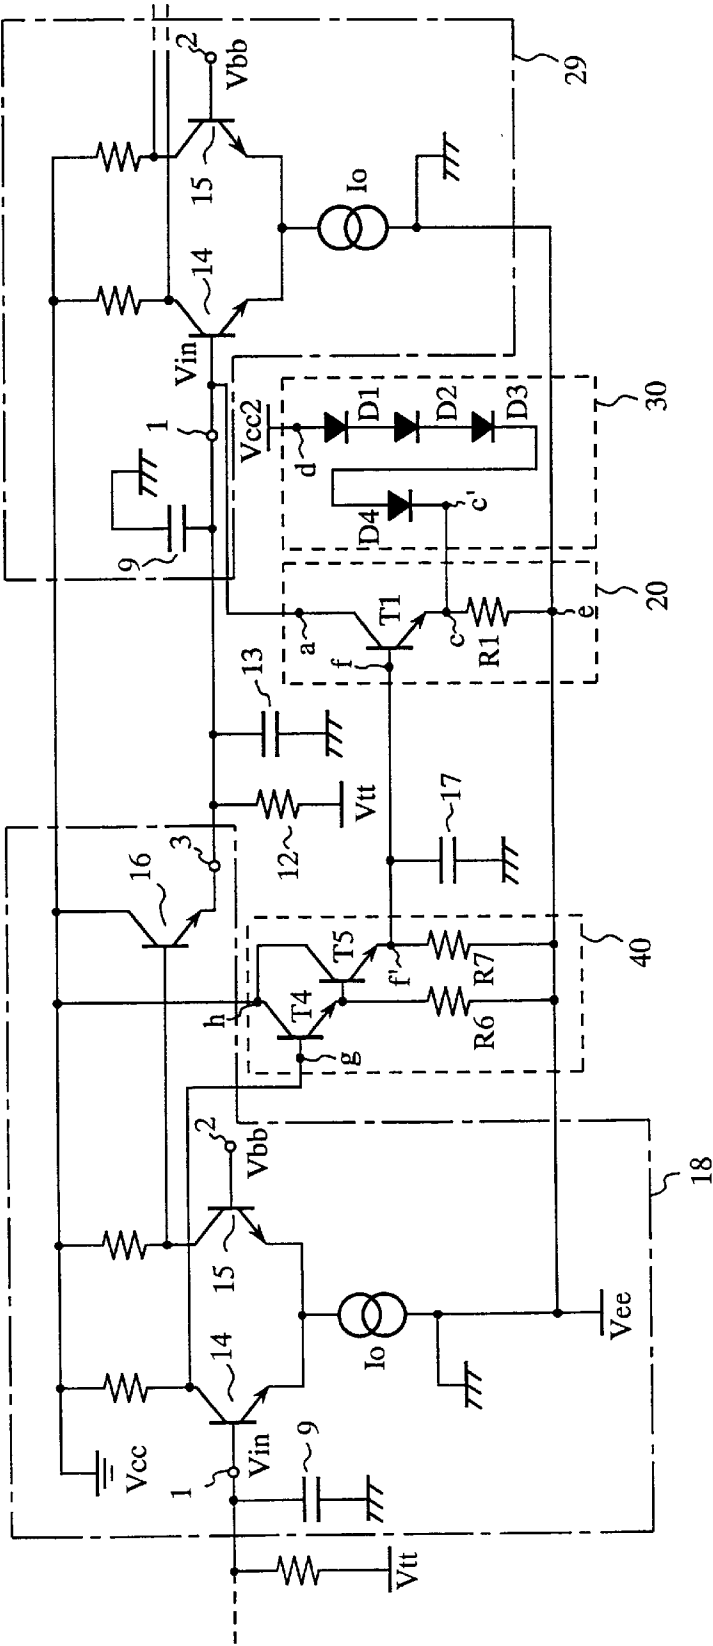 Vcc
1
Vin
9
Vtt
14
15
2
Vbb
Io
Vee
18
16
3
h
g
T4
T5
f'
R6
R7
40
12
Vtt
13
17
9
1
Vin
a
f
T1
c
R1
e
20
Vcc2
d
D1
D2
D3
D4
c'
30
14
15
2
Vbb
Io
29